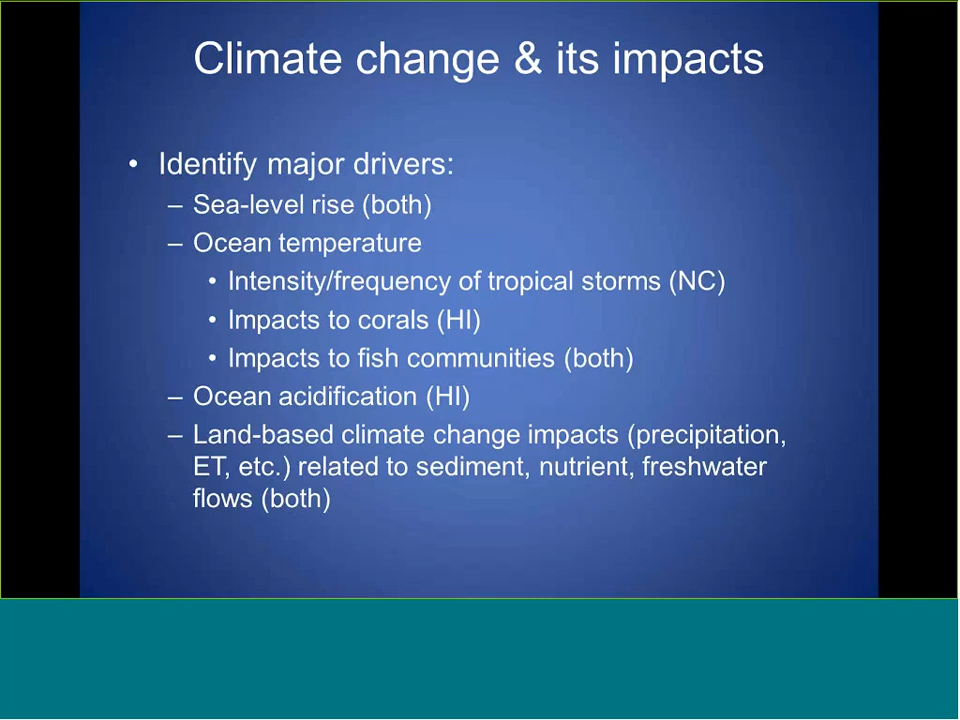 Climate change & its impacts
• Identify major drivers:
– Sea-level rise (both)
– Ocean temperature
• Intensity/frequency of tropical storms (NC)
• Impacts to corals (HI)
• Impacts to fish communities (both)
– Ocean acidification (HI)
– Land-based climate change impacts (precipitation,
ET, etc.) related to sediment, nutrient, freshwater
flows (both)